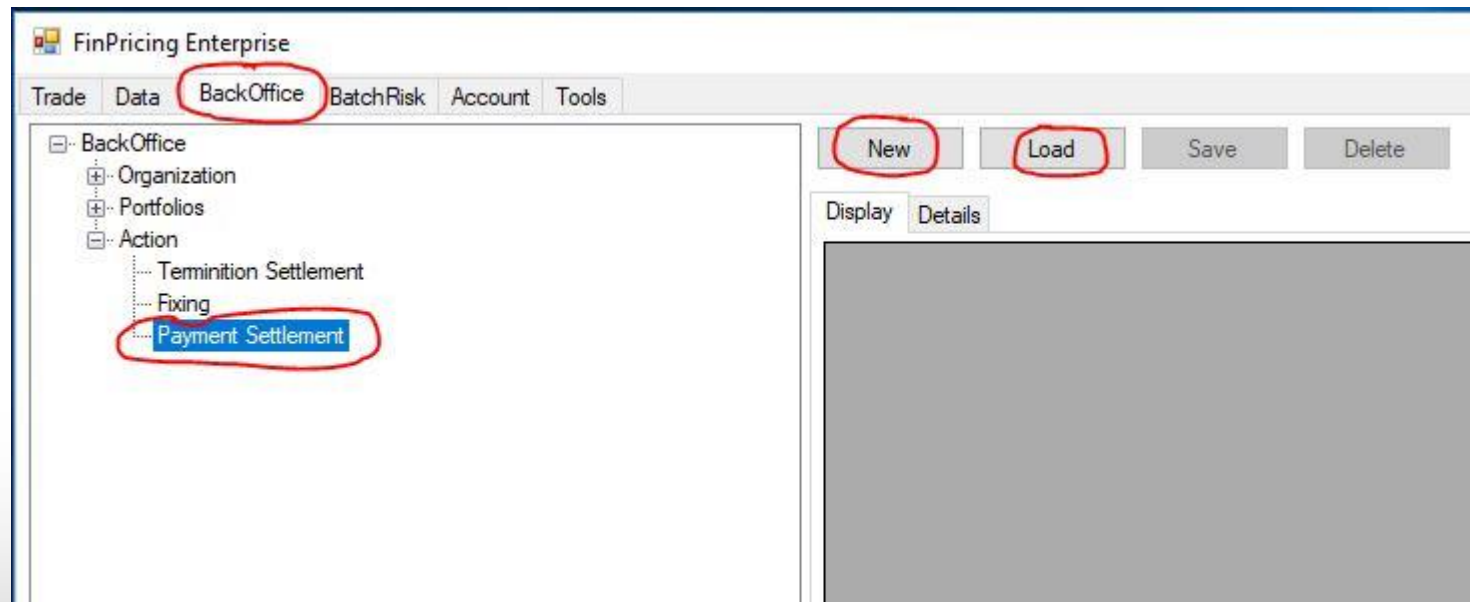 FinPricing Enterprise
Trade Data BackOffice BatchRisk Account Tools
BackOffice
Organization
Portfolios
Action
Terminition Settlement
Fixing
Payment Settlement
New Load Save Delete
Display Details